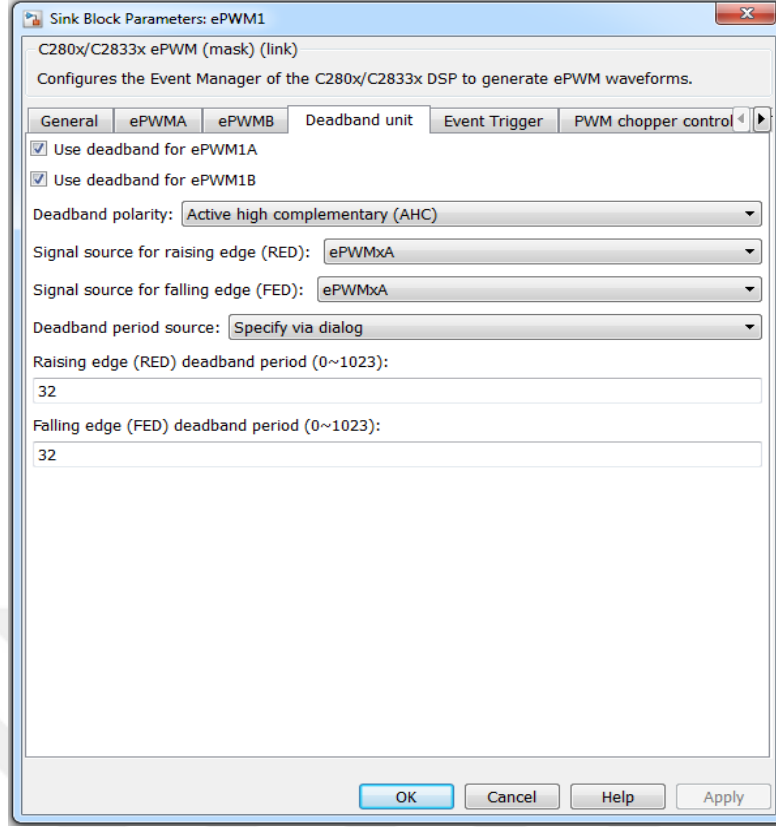 Sink Block Parameters: ePWM1
C280x/C2833x ePWM (mask) (link)
Configures the Event Manager of the C280x/C2833x DSP to generate ePWM waveforms.
General ePWMA ePWMB Deadband unit Event Trigger PWM chopper control
Use deadband for ePWM1A
Use deadband for ePWM1B
Deadband polarity: Active high complementary (AHC)
Signal source for raising edge (RED): ePWMxA
Signal source for falling edge (FED): ePWMxA
Deadband period source: Specify via dialog
Raising edge (RED) deadband period (0~1023):
32
Falling edge (FED) deadband period (0~1023):
32
OK Cancel Help Apply